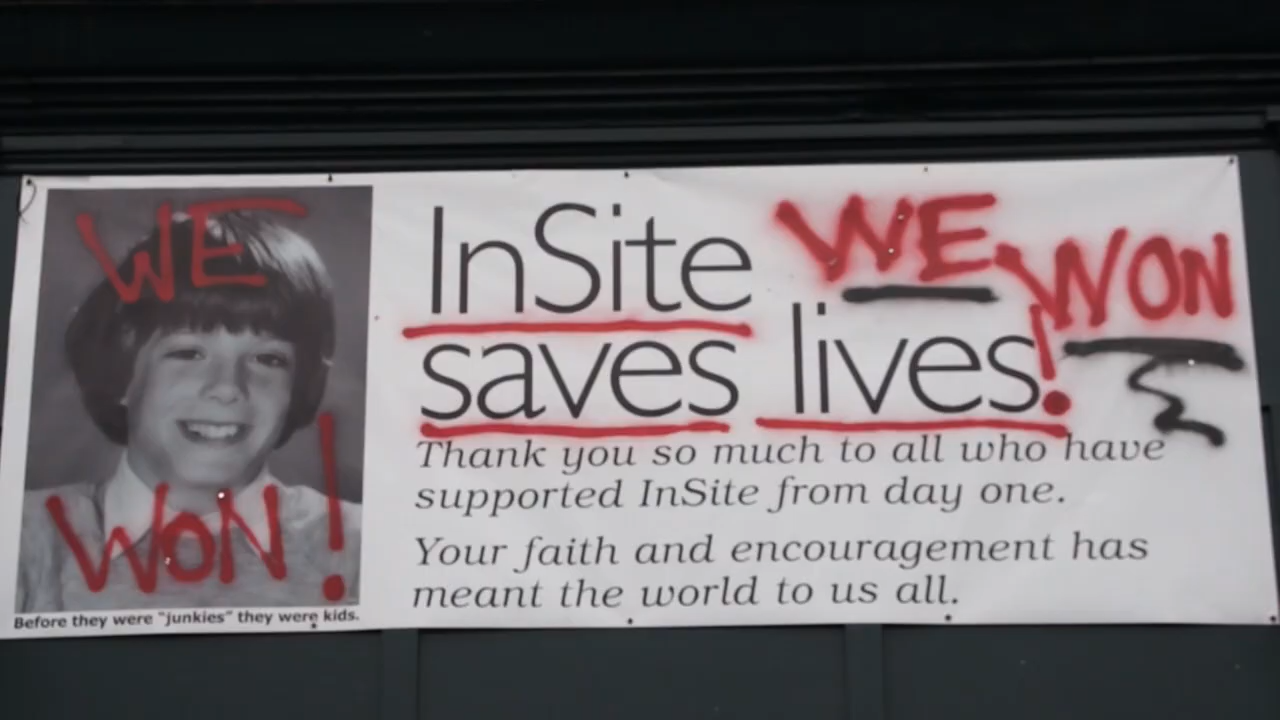 WE
WON!
Before they were "junkies" they were kids.
InSite
saves lives!
WE WON
Thank you so much to all who have
supported InSite from day one.
Your faith and encouragement has
meant the world to us all.